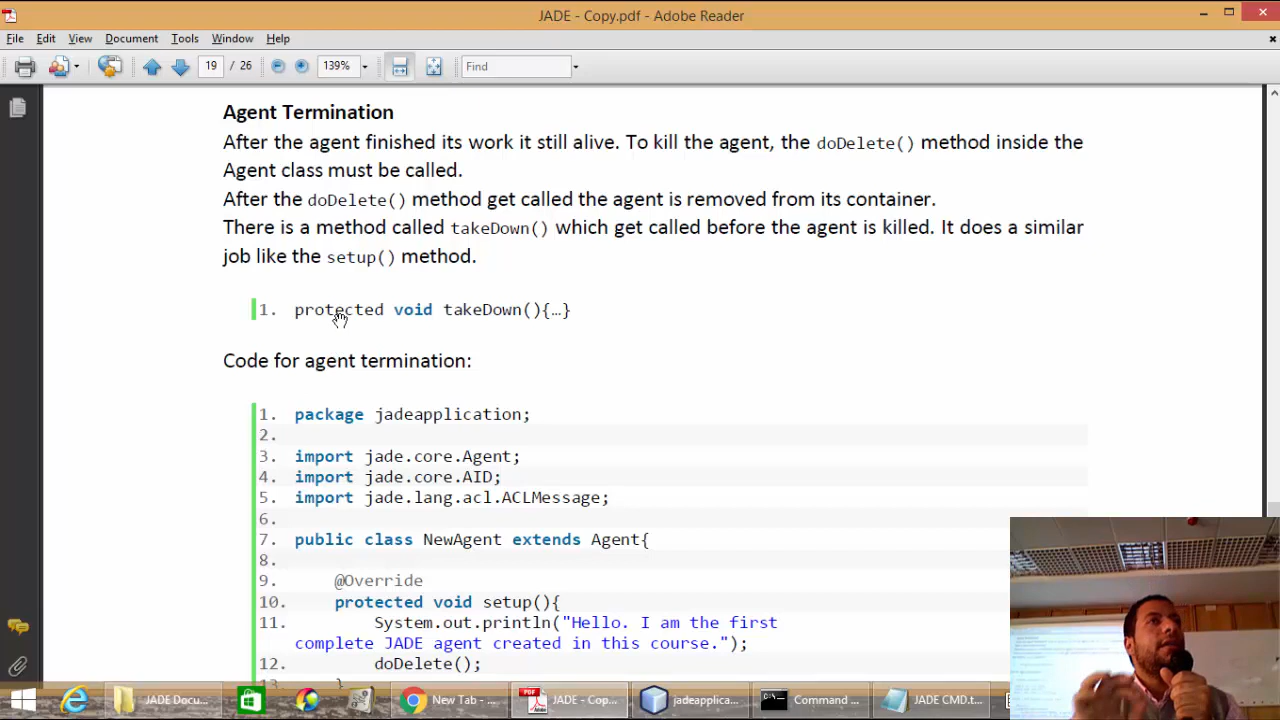 JADE - Copy.pdf - Adobe Reader
File Edit View Document Tools Window Help
19 / 26 139% Find
Agent Termination
After the agent finished its work it still alive. To kill the agent, the doDelete() method inside the
Agent class must be called.
After the doDelete() method get called the agent is removed from its container.
There is a method called takeDown() which get called before the agent is killed. It does a similar
job like the setup() method.
1. protected void takeDown(){…}
Code for agent termination:
1. package jadeapplication;
2.
3. import jade.core.Agent;
4. import jade.core.AID;
5. import jade.lang.acl.ACLMessage;
6.
7. public class NewAgent extends Agent{
8.
9. @Override
10. protected void setup(){
11. System.out.println("Hello. I am the first
complete JADE agent created in this course.");
12. doDelete();
13. }
JADE Docu... New Tab - ... JADE - Cop... jadeapplica... Command ... JADE CMD.t...